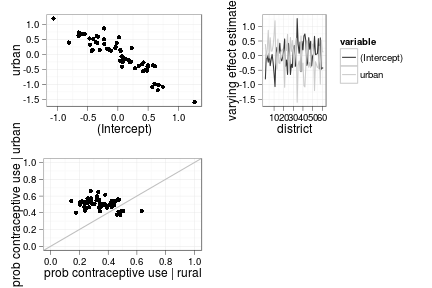 1.0
0.5
0.0
-0.5
-1.0
-1.5
urban
-1.0 -0.5 0.0 0.5 1.0
(Intercept)
1.0
0.5
0.0
-0.5
-1.0
-1.5
varying effect estimate
102030405060
district
variable
(Intercept)
urban
1.0
0.8
0.6
0.4
0.2
0.0
prob contraceptive use | urban
0.0 0.2 0.4 0.6 0.8 1.0
prob contraceptive use | rural